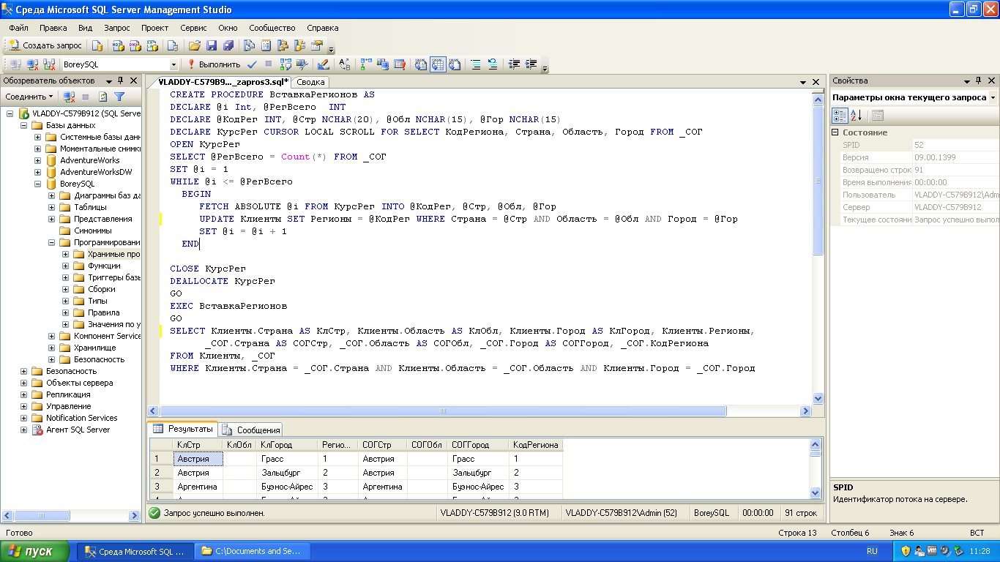 Среда Microsoft SQL Server Management Studio
Файл Правка Вид Запрос Проект Сервис Окно Сообщество Справка
Создать запрос
BoreySQL Выполнить
Обозреватель объектов
Соединить
VLADDY-C579B912 (SQL Serve
Базы данных
Системные базы данн
Моментальные снимки
AdventureWorks
AdventureWorksDW
BoreySQL
Диаграммы баз да
Таблицы
Представления
Синонимы
Программировани
Хранимые про
Функции
Триггеры базы
Сборки
Типы
Правила
Значения по у
Компонент Service
Хранилище
Безопасность
Безопасность
Объекты сервера
Репликация
Управление
Notification Services
Агент SQL Server
VLADDY-C579B9..._zapros3.sql* Сводка
CREATE PROCEDURE ВставкаРегионов AS
DECLARE @i Int, @РегВсего INT
DECLARE @КодРег INT, @Стр NCHAR(20), @Обл NCHAR(15), @Гор NCHAR(15)
DECLARE КурсРег CURSOR LOCAL SCROLL FOR SELECT КодРегиона, Страна, Область, Город FROM _СОГ
OPEN КурсРег
SELECT @РегВсего = Count(*) FROM _СОГ
SET @i = 1
WHILE @i <= @РегВсего
BEGIN
FETCH ABSOLUTE @i FROM КурсРег INTO @КодРег, @Стр, @Обл, @Гор
UPDATE Клиенты SET Регионы = @КодРег WHERE Страна = @Стр AND Область = @Обл AND Город = @Гор
SET @i = @i + 1
END
CLOSE КурсРег
DEALLOCATE КурсРег
GO
EXEC ВставкаРегионов
GO
SELECT Клиенты.Страна AS КлСтр, Клиенты.Область AS КлОбл, Клиенты.Город AS КлГород, Клиенты.Регионы,
_СОГ.Страна AS СОГСтр, _СОГ.Область AS СОГОбл, _СОГ.Город AS СОГГород, _СОГ.КодРегиона
FROM Клиенты, _СОГ
WHERE Клиенты.Страна = _СОГ.Страна AND Клиенты.Область = _СОГ.Область AND Клиенты.Город = _СОГ.Город
Результаты Сообщения
КлСтр КлОбл КлГород Регио... СОГСтр СОГОбл СОГГород КодРегиона
1 Австрия Грасс 1 Австрия Грасс 1
2 Австрия Зальцбург 2 Австрия Зальцбург 2
3 Аргентина Буэнос-Айрес 3 Аргентина Буэнос-Айрес 3
Запрос успешно выполнен. VLADDY-C579B912 (9.0 RTM) VLADDY-C579B912\Admin (52) BoreySQL 00:00:00 91 строк
Свойства
Параметры окна текущего запроса
Состояние
SPID 52
Версия 09.00.1399
Возвращено строк 91
Время выполнения 00:00:00
Пользователь VLADDY-C579B912\Adm
Сервер VLADDY-C579B912
Текущее состояни Запрос успешно выпол
SPID
Идентификатор потока на сервере.
Готово Строка 13 Столбец 6 Знак 6 ВСТ
пуск Среда Microsoft SQL ... C:\Documents and Se... RU 11:28